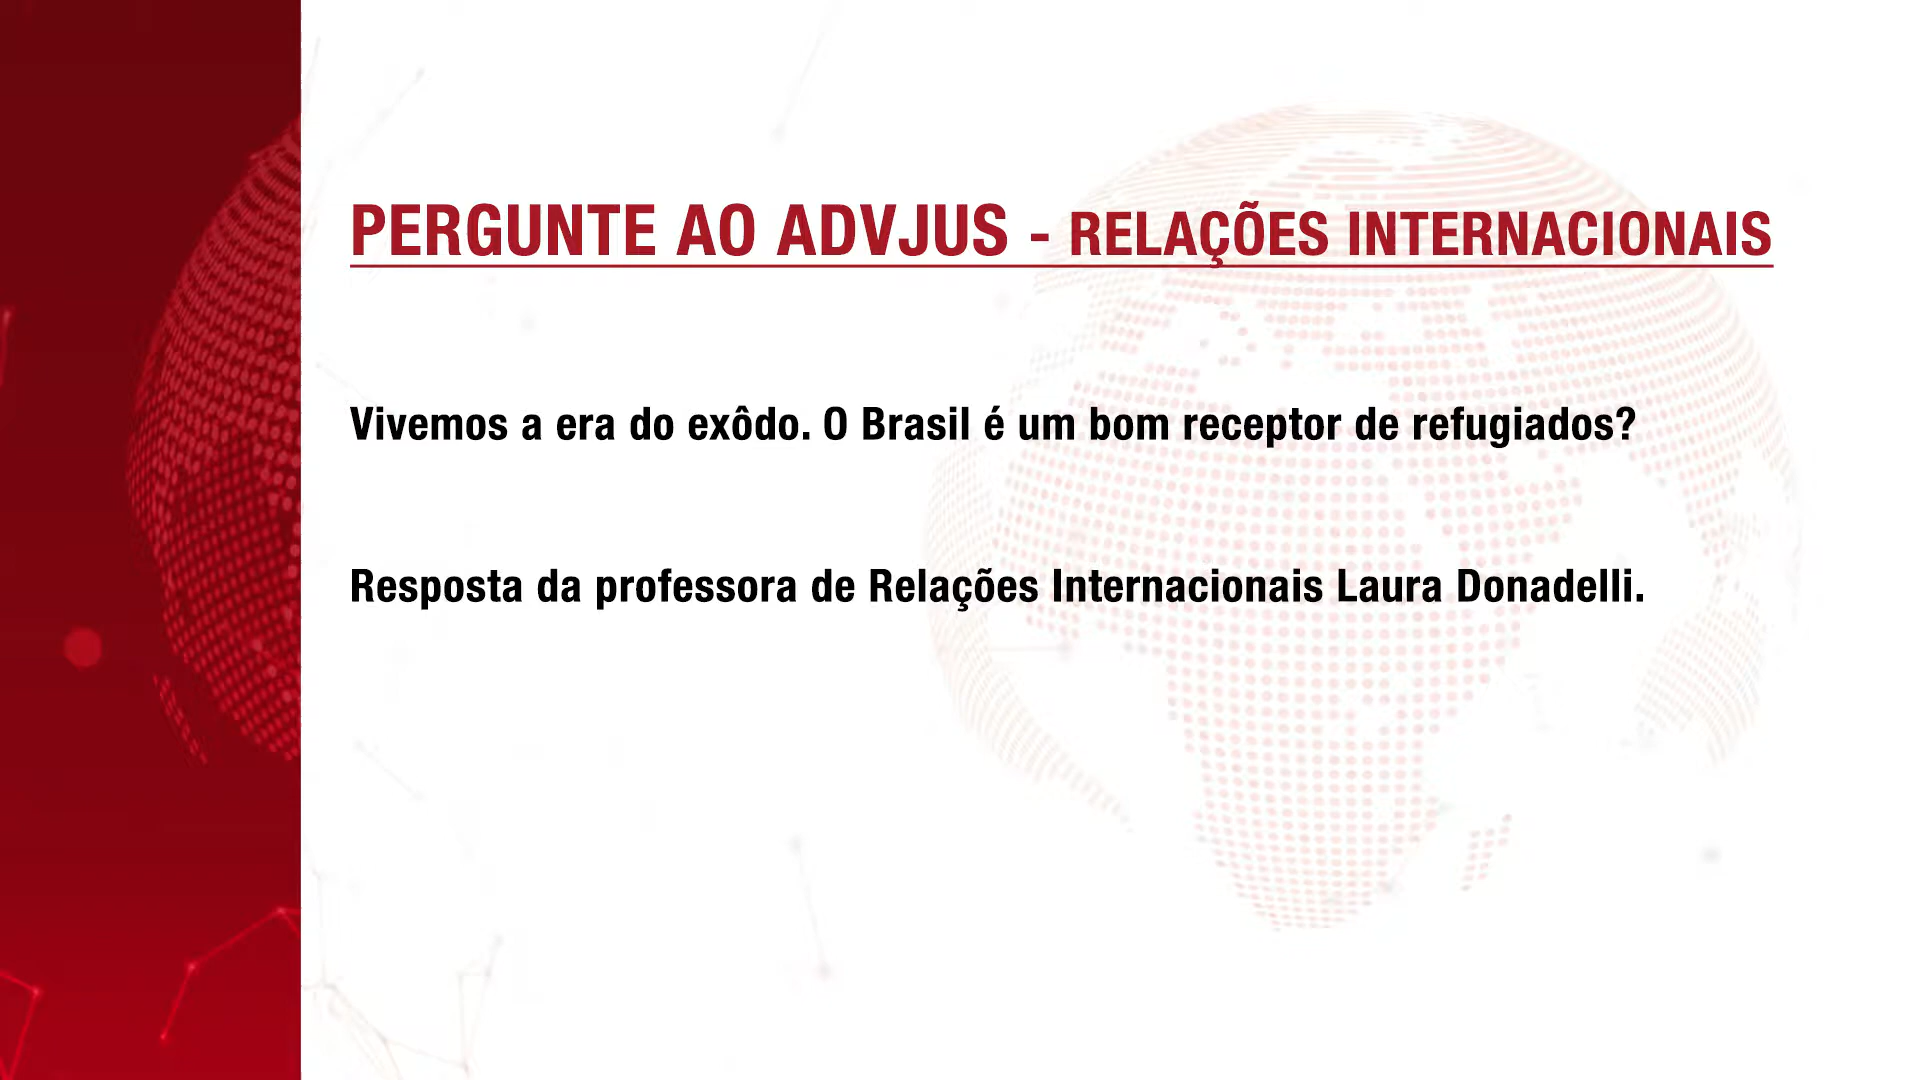 PERGUNTE AO ADVJUS - RELAÇÕES INTERNACIONAIS
Vivemos a era do exôdo. O Brasil é um bom receptor de refugiados?
Resposta da professora de Relações Internacionais Laura Donadelli.